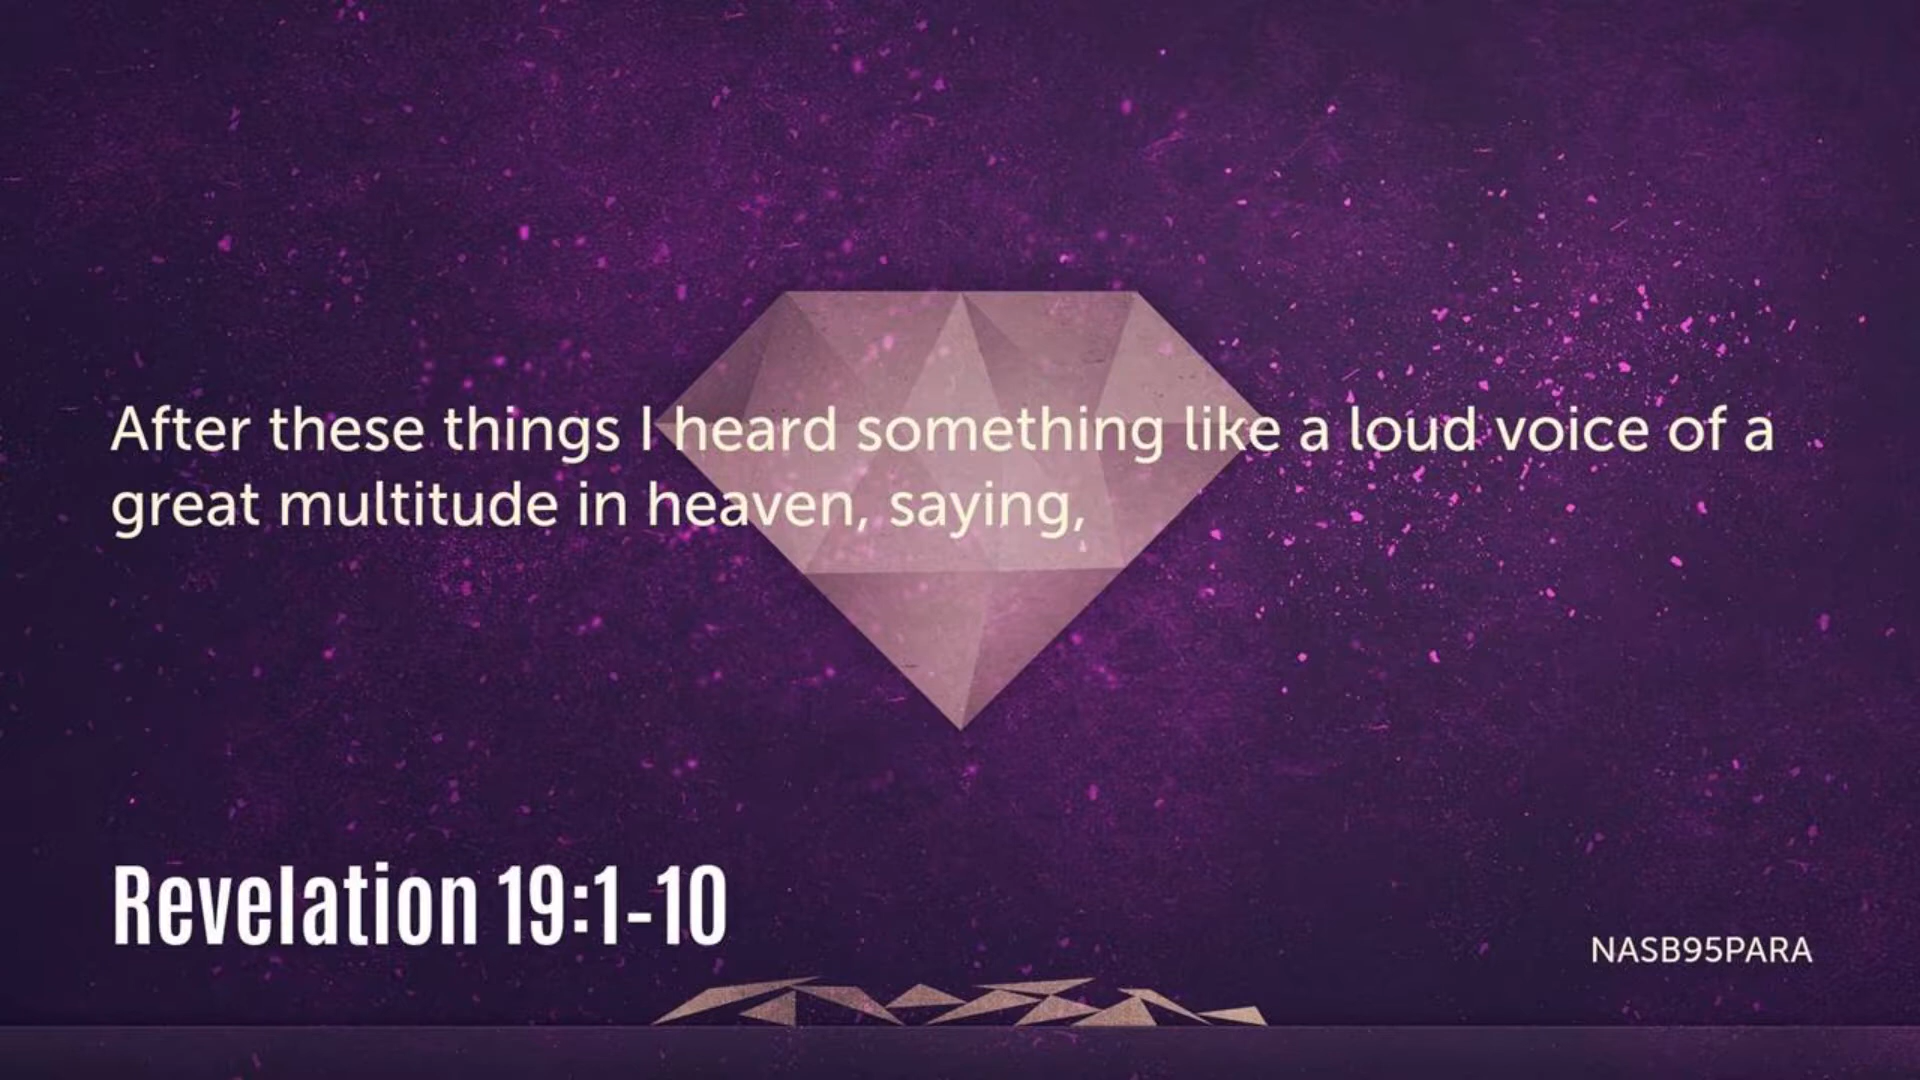 After these things I heard something like a loud voice of a
great multitude in heaven, saying,
Revelation 19:1-10
NASB95PARA